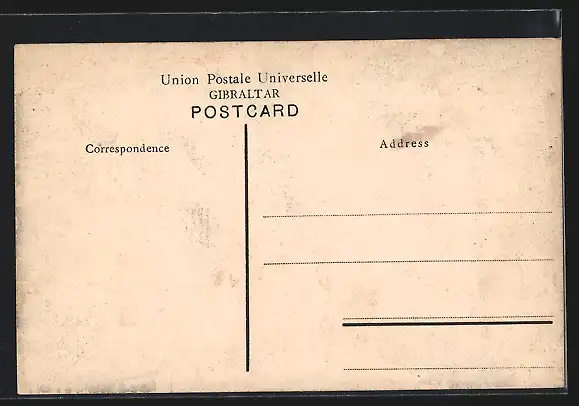 Union Postale Universelle
GIBRALTAR
POSTCARD
Correspondence
Address